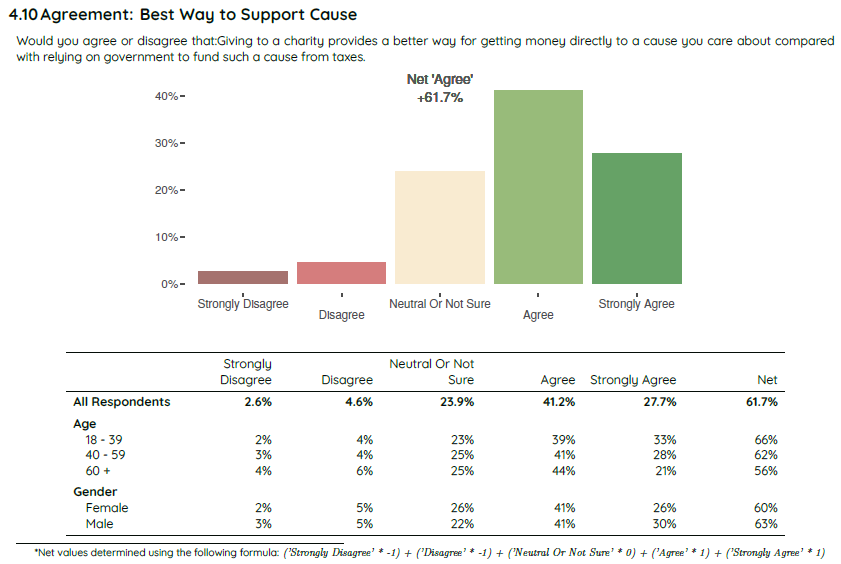 4.10 Agreement: Best Way to Support Cause
Would you agree or disagree that:Giving to a charity provides a better way for getting money directly to a cause you care about compared
with relying on government to fund such a cause from taxes.
Net 'Agree'
+61.7%
40%
30%
20%
10%
0%
Strongly Disagree
Disagree
Neutral Or Not Sure
Agree
Strongly Agree
Strongly Disagree Disagree Neutral Or Not Sure Agree Strongly Agree Net
All Respondents 2.6% 4.6% 23.9% 41.2% 27.7% 61.7%
Age
18 - 39 2% 4% 23% 39% 33% 66%
40 - 59 3% 4% 25% 41% 28% 62%
60 + 4% 6% 25% 44% 21% 56%
Gender
Female 2% 5% 26% 41% 26% 60%
Male 3% 5% 22% 41% 30% 63%
*Net values determined using the following formula: ('Strongly Disagree' * -1) + ('Disagree' * -1) + ('Neutral Or Not Sure' * 0) + ('Agree' * 1) + ('Strongly Agree' * 1)